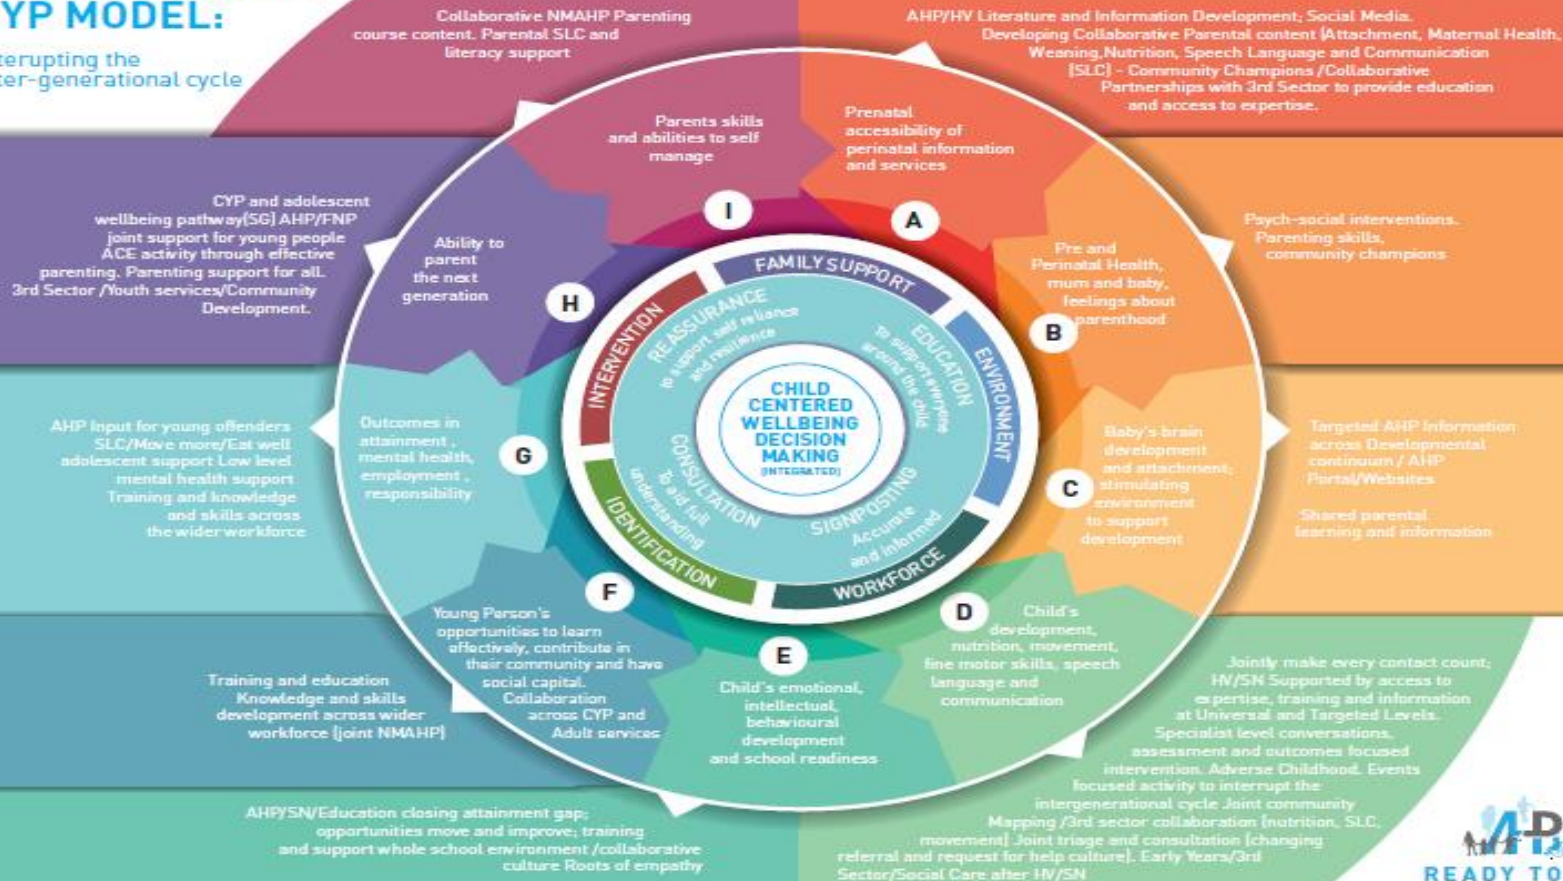 YP MODEL:
terupting the
ter-generational cycle
Collaborative NMAHP Parenting
course content. Parental SLC and
literacy support
AHP/HV Literature and Information Development; Social Media.
Developing Collaborative Parental content (Attachment, Maternal Health,
Weaning,Nutrition, Speech Language and Communication
(SLC) - Community Champions /Collaborative
Partnerships with 3rd Sector to provide education
and access to expertise.
Parents skills
and abilities to self
manage
Prenatal
accessibility of
perinatal information
and services
I
A
CYP and adolescent
wellbeing pathway(SG) AHP/FNP
joint support for young people
ACE activity through effective
parenting. Parenting support for all.
3rd Sector /Youth services/Community
Development.
Ability to
parent
the next
generation
H
Pre and
Perinatal Health,
mum and baby,
feelings about
parenthood
B
Psych-social interventions.
Parenting skills,
community champions
FAMILY SUPPORT
INTERVENTION
ENVIRONMENT
REASSURANCE
to support self reliance
and resilience
EDUCATION
To support everyone
around the child
CHILD
CENTERED
WELLBEING
DECISION
MAKING
(INTEGRATED)
CONSULTATION
To aid full
understanding
SIGNPOSTING
Accurate
and informed
IDENTIFICATION
WORKFORCE
AHP Input for young offenders
SLC/Move more/Eat well
adolescent support Low level
mental health support
Training and knowledge
and skills across
the wider workforce
Outcomes in
attainment ,
mental health,
employment ,
responsibility
G
Baby's brain
development
and attachment;
stimulating
environment
to support
development
C
Targeted AHP Information
across Developmental
continuum / AHP
Portal/Websites
Shared parental
learning and information
F
Young Person's
opportunities to learn
effectively, contribute in
their community and have
social capital.
Collaboration
across CYP and
Adult services
Training and education
Knowledge and skills
development across wider
workforce (joint NMAHP)
E
Child's emotional,
intellectual,
behavioural
development
and school readiness
D
Child's
development,
nutrition, movement,
fine motor skills, speech
language and
communication
Jointly make every contact count;
HV/SN Supported by access to
expertise, training and information
at Universal and Targeted Levels.
Specialist level conversations,
assessment and outcomes focused
intervention. Adverse Childhood. Events
focused activity to interrupt the
intergenerational cycle Joint community
Mapping /3rd sector collaboration (nutrition, SLC,
movement) Joint triage and consultation (changing
referral and request for help culture). Early Years/3rd
Sector/Social Care after HV/SN
AHP/SN/Education closing attainment gap;
opportunities move and improve; training
and support whole school environment /collaborative
culture Roots of empathy
AHP
READY TO